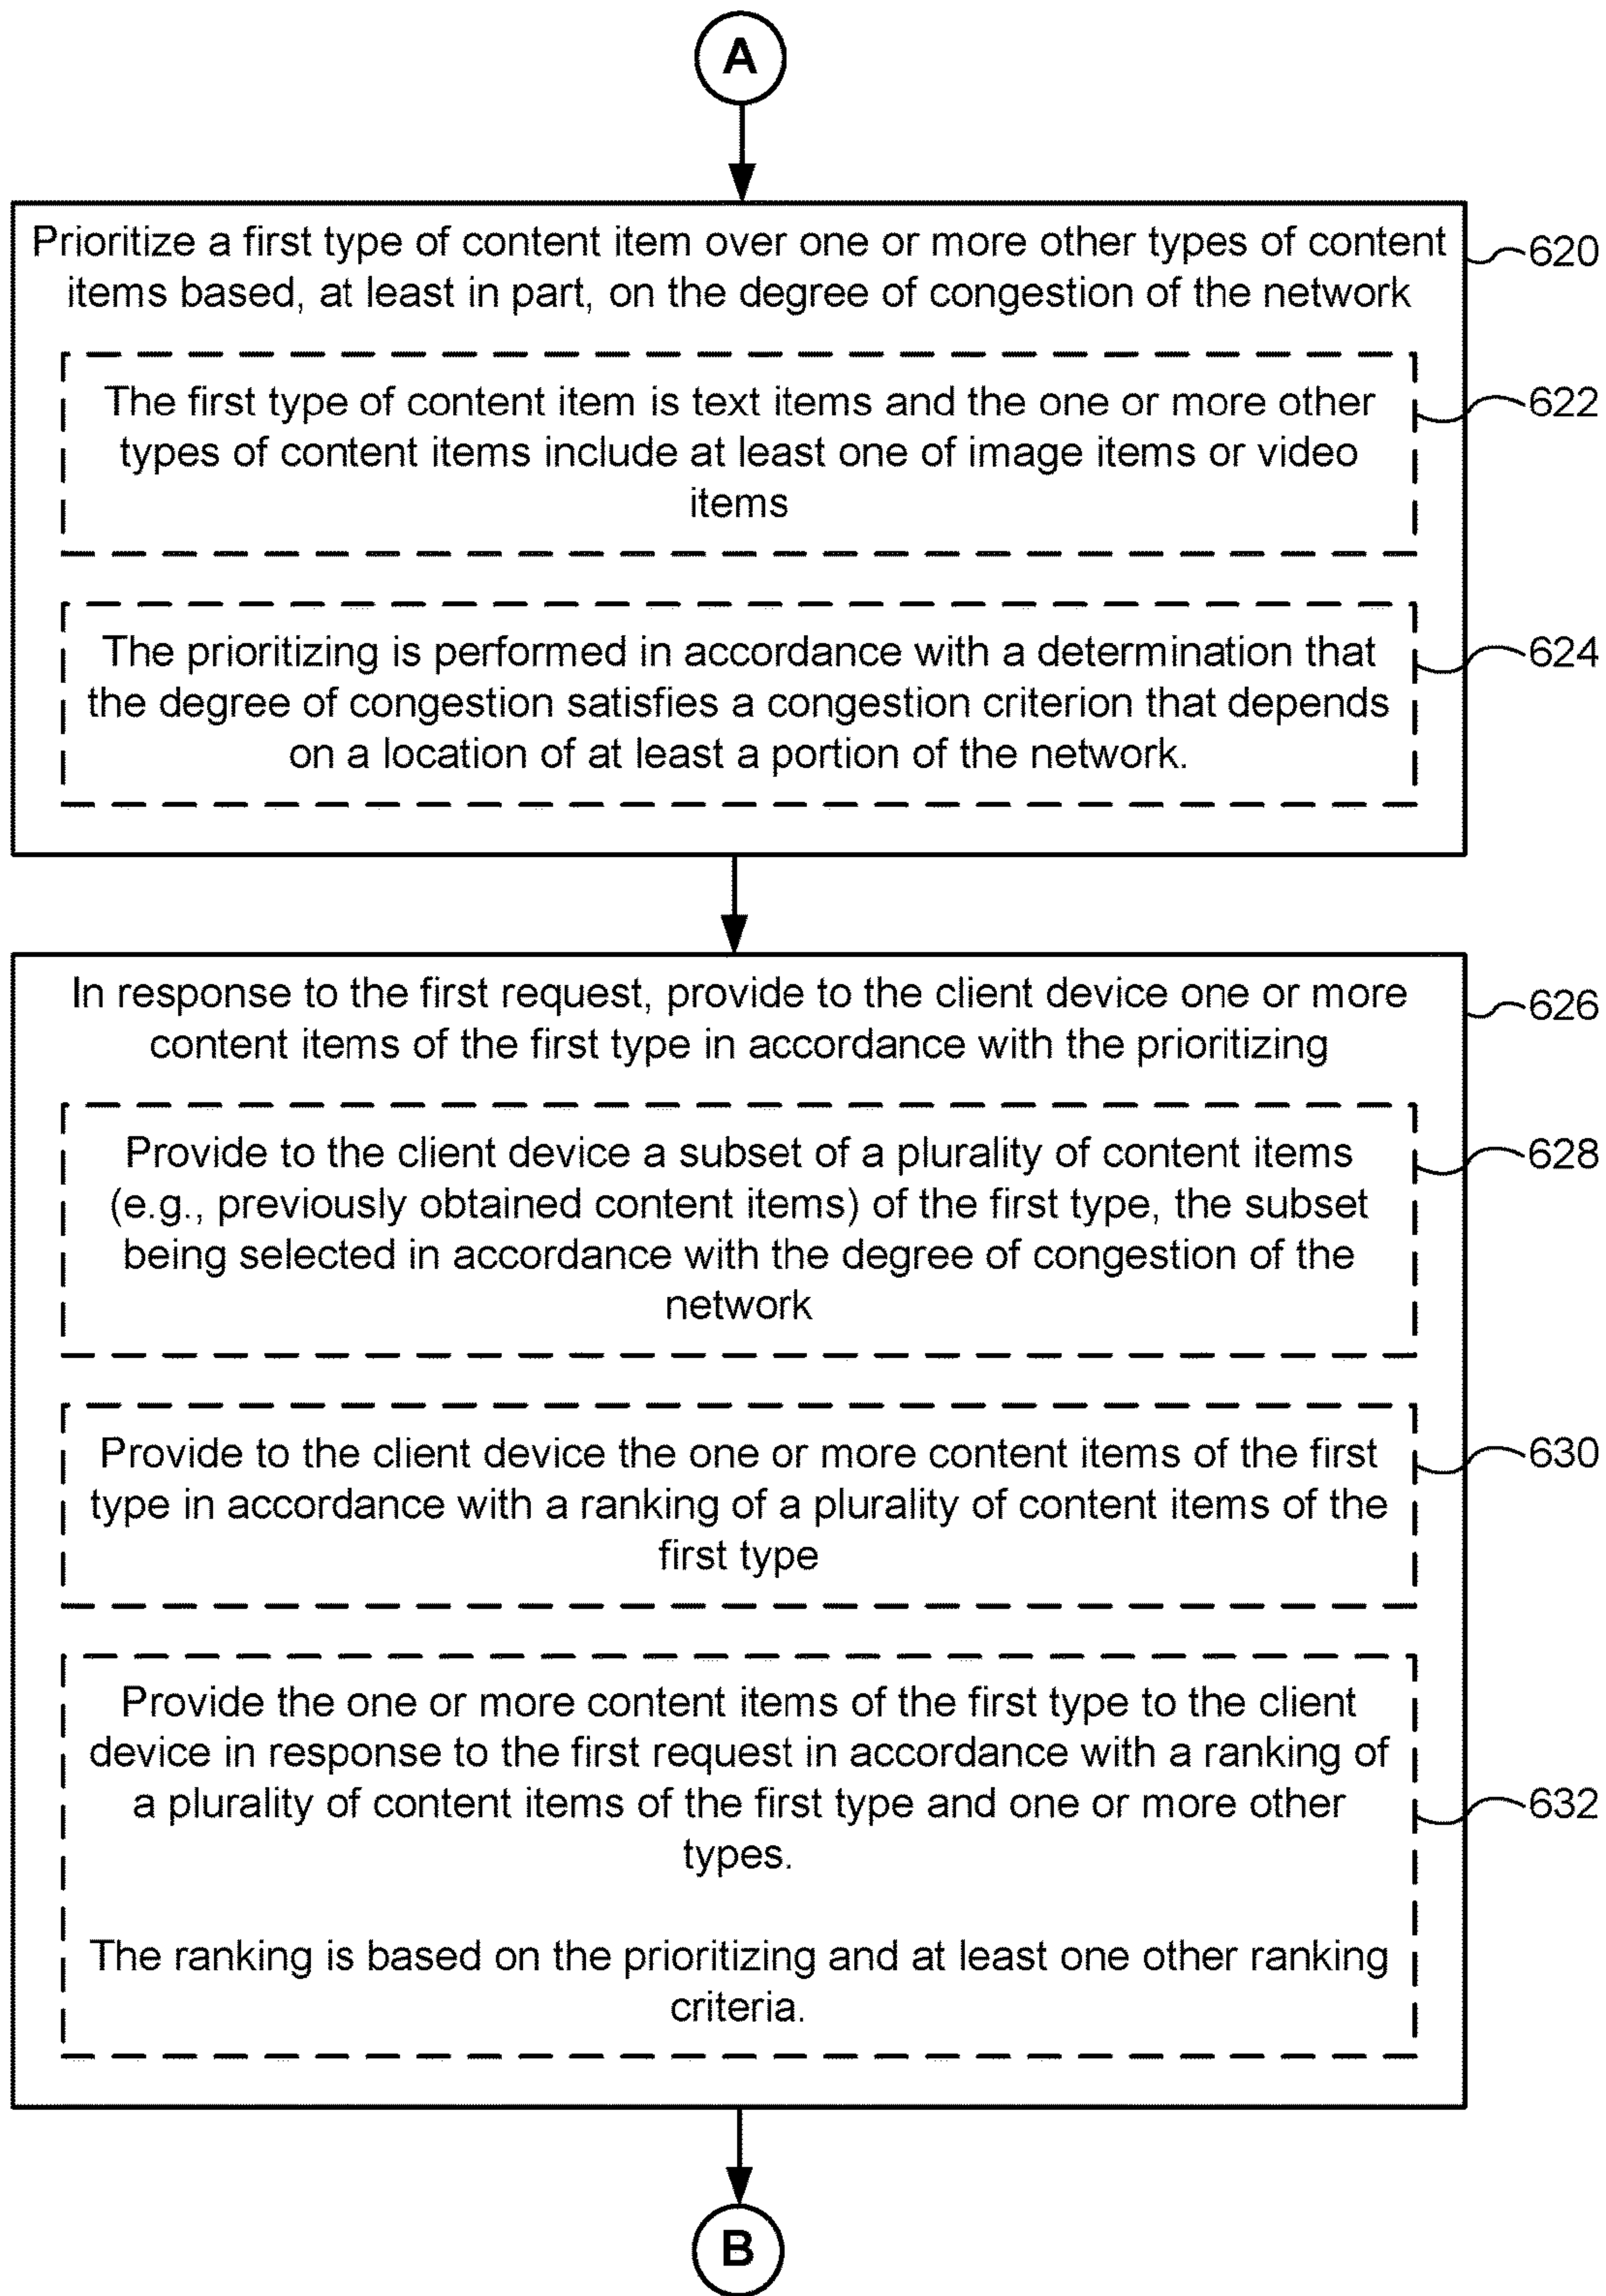 A
Prioritize a first type of content item over one or more other types of content
items based, at least in part, on the degree of congestion of the network
620
The first type of content item is text items and the one or more other
types of content items include at least one of image items or video
items
622
The prioritizing is performed in accordance with a determination that
the degree of congestion satisfies a congestion criterion that depends
on a location of at least a portion of the network.
624
In response to the first request, provide to the client device one or more
content items of the first type in accordance with the prioritizing
626
Provide to the client device a subset of a plurality of content items
(e.g., previously obtained content items) of the first type, the subset
being selected in accordance with the degree of congestion of the
network
628
Provide to the client device the one or more content items of the first
type in accordance with a ranking of a plurality of content items of the
first type
630
Provide the one or more content items of the first type to the client
device in response to the first request in accordance with a ranking of
a plurality of content items of the first type and one or more other
types.
The ranking is based on the prioritizing and at least one other ranking
criteria.
632
B